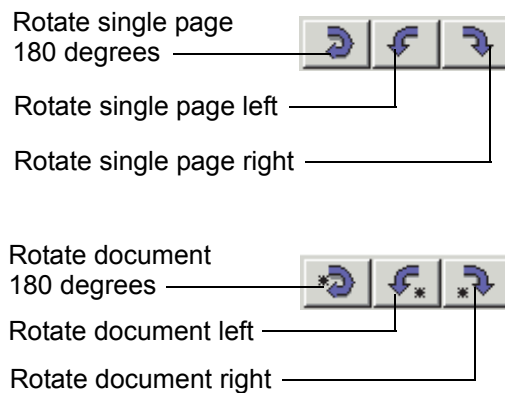 Rotate single page
180 degrees
Rotate single page left
Rotate single page right
Rotate document
180 degrees
Rotate document left
Rotate document right